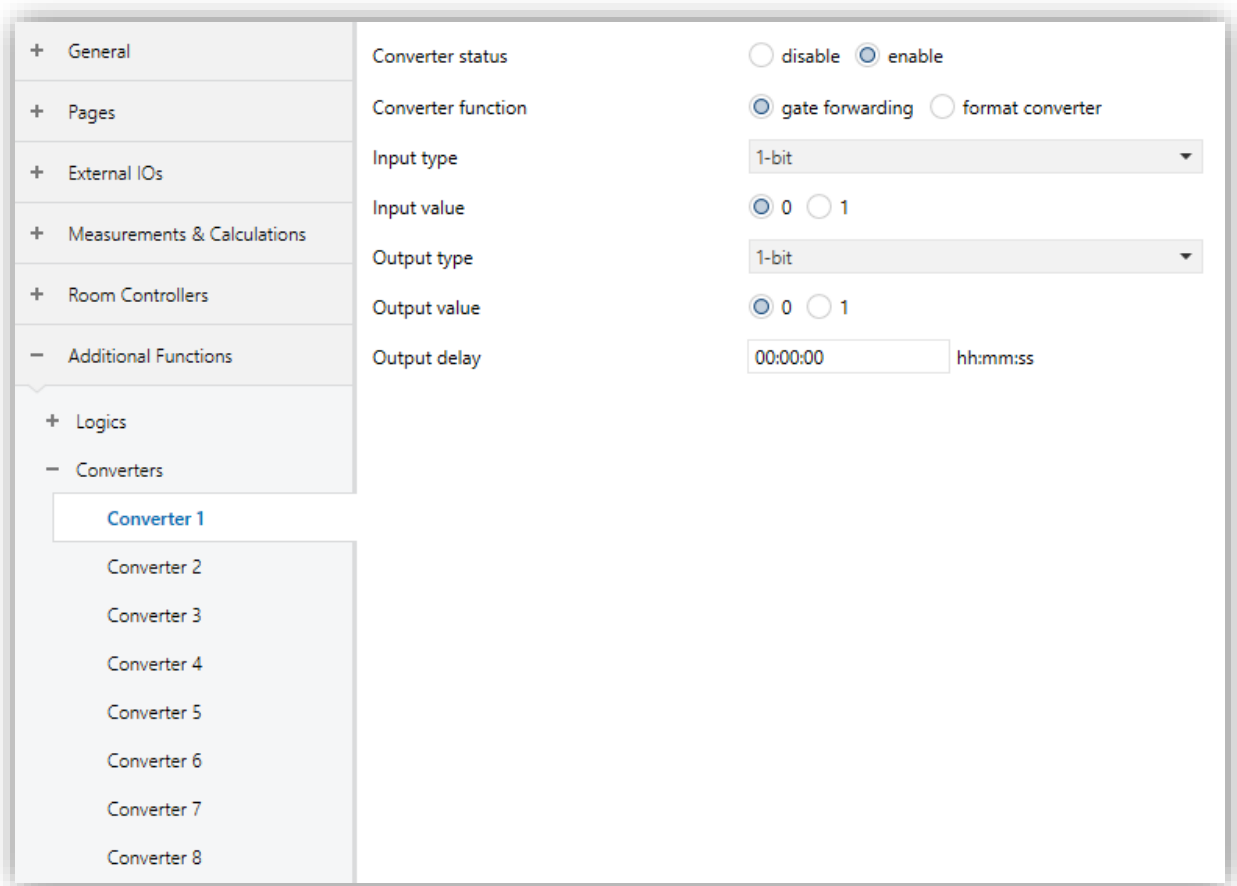 + General
+ Pages
+ External IOs
+ Measurements & Calculations
+ Room Controllers
− Additional Functions
+ Logics
− Converters
Converter 1
Converter 2
Converter 3
Converter 4
Converter 5
Converter 6
Converter 7
Converter 8
Converter status disable enable
Converter function gate forwarding format converter
Input type 1-bit
Input value 0 1
Output type 1-bit
Output value 0 1
Output delay 00:00:00 hh:mm:ss